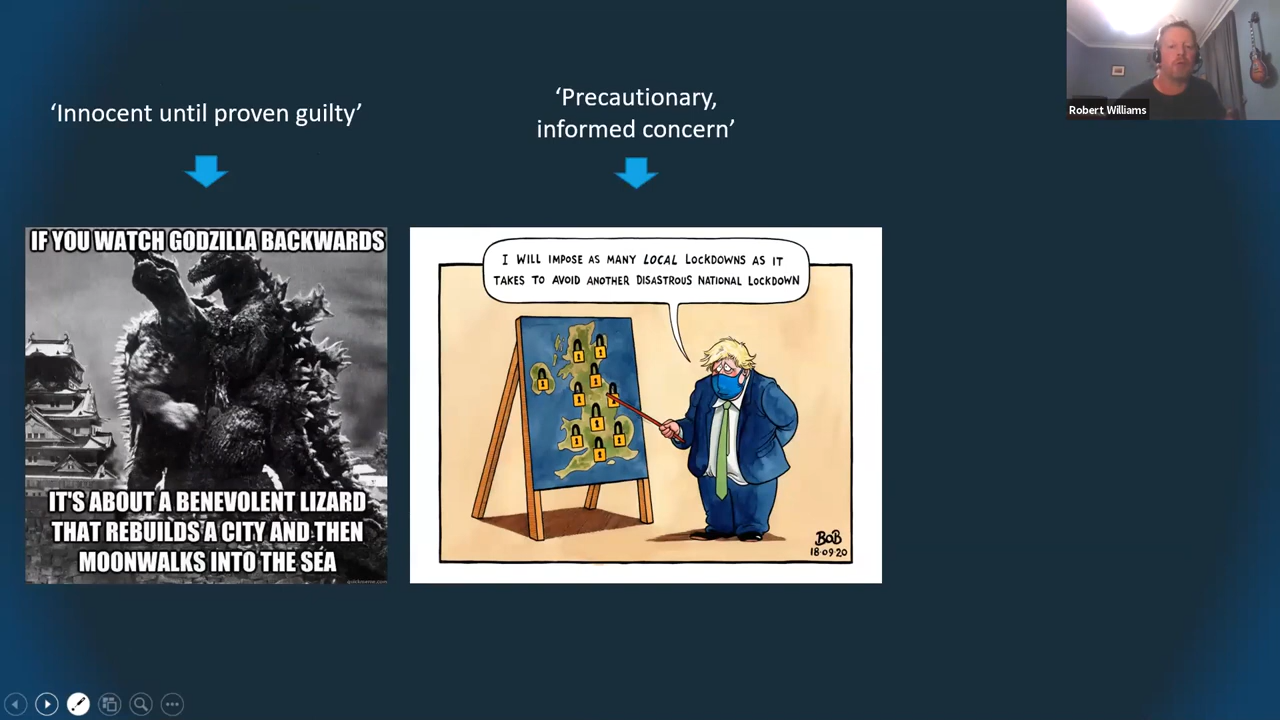 ‘Innocent until proven guilty’
‘Precautionary,
informed concern’
Robert Williams
IF YOU WATCH GODZILLA BACKWARDS
IT'S ABOUT A BENEVOLENT LIZARD
THAT REBUILDS A CITY AND THEN
MOONWALKS INTO THE SEA
I WILL IMPOSE AS MANY LOCAL LOCKDOWNS AS IT
TAKES TO AVOID ANOTHER DISASTROUS NATIONAL LOCKDOWN
BOB
18·09·20